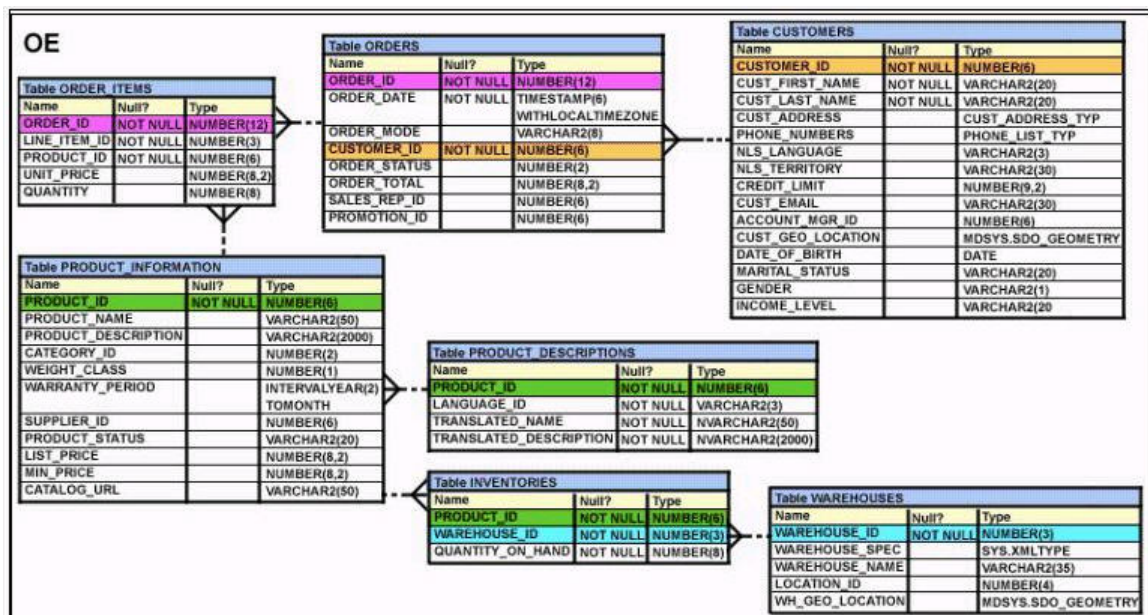 OE
Table ORDER_ITEMS
Name Null? Type
ORDER_ID NOT NULL NUMBER(12)
LINE_ITEM_ID NOT NULL NUMBER(3)
PRODUCT_ID NOT NULL NUMBER(6)
UNIT_PRICE NUMBER(8,2)
QUANTITY NUMBER(8)
Table ORDERS
Name Null? Type
ORDER_ID NOT NULL NUMBER(12)
ORDER_DATE NOT NULL TIMESTAMP(6)
WITHLOCALTIMEZONE
ORDER_MODE VARCHAR2(8)
CUSTOMER_ID NOT NULL NUMBER(6)
ORDER_STATUS NUMBER(2)
ORDER_TOTAL NUMBER(8,2)
SALES_REP_ID NUMBER(6)
PROMOTION_ID NUMBER(6)
Table CUSTOMERS
Name Null? Type
CUSTOMER_ID NOT NULL NUMBER(6)
CUST_FIRST_NAME NOT NULL VARCHAR2(20)
CUST_LAST_NAME NOT NULL VARCHAR2(20)
CUST_ADDRESS CUST_ADDRESS_TYP
PHONE_NUMBERS PHONE_LIST_TYP
NLS_LANGUAGE VARCHAR2(3)
NLS_TERRITORY VARCHAR2(30)
CREDIT_LIMIT NUMBER(9,2)
CUST_EMAIL VARCHAR2(30)
ACCOUNT_MGR_ID NUMBER(6)
CUST_GEO_LOCATION MDSYS.SDO_GEOMETRY
DATE_OF_BIRTH DATE
MARITAL_STATUS VARCHAR2(20)
GENDER VARCHAR2(1)
INCOME_LEVEL VARCHAR2(20
Table PRODUCT_INFORMATION
Name Null? Type
PRODUCT_ID NOT NULL NUMBER(6)
PRODUCT_NAME VARCHAR2(50)
PRODUCT_DESCRIPTION VARCHAR2(2000)
CATEGORY_ID NUMBER(2)
WEIGHT_CLASS NUMBER(1)
WARRANTY_PERIOD INTERVALYEAR(2)
TOMONTH
SUPPLIER_ID NUMBER(6)
PRODUCT_STATUS VARCHAR2(20)
LIST_PRICE NUMBER(8,2)
MIN_PRICE NUMBER(8,2)
CATALOG_URL VARCHAR2(50)
Table PRODUCT_DESCRIPTIONS
Name Null? Type
PRODUCT_ID NOT NULL NUMBER(6)
LANGUAGE_ID NOT NULL VARCHAR2(3)
TRANSLATED_NAME NOT NULL NVARCHAR2(50)
TRANSLATED_DESCRIPTION NOT NULL NVARCHAR2(2000)
Table INVENTORIES
Name Null? Type
PRODUCT_ID NOT NULL NUMBER(6)
WAREHOUSE_ID NOT NULL NUMBER(3)
QUANTITY_ON_HAND NOT NULL NUMBER(8)
Table WAREHOUSES
Name Null? Type
WAREHOUSE_ID NOT NULL NUMBER(3)
WAREHOUSE_SPEC SYS.XMLTYPE
WAREHOUSE_NAME VARCHAR2(35)
LOCATION_ID NUMBER(4)
WH_GEO_LOCATION MDSYS.SDO_GEOMETRY